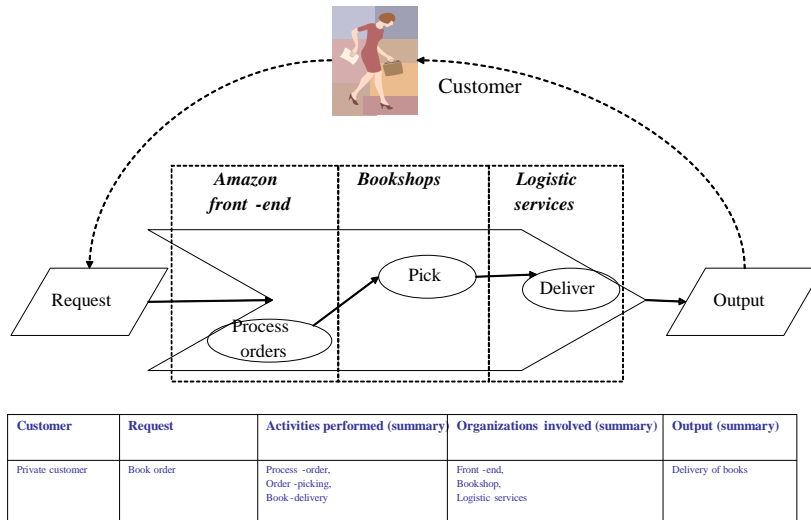 Customer
Amazon
front -end
Bookshops
Logistic
services
Request
Process
orders
Pick
Deliver
Output
Customer Request Activities performed (summary) Organizations involved (summary) Output (summary)
Private customer Book order Process -order, Front -end, Delivery of books
Order -picking, Bookshop,
Book-delivery Logistic services